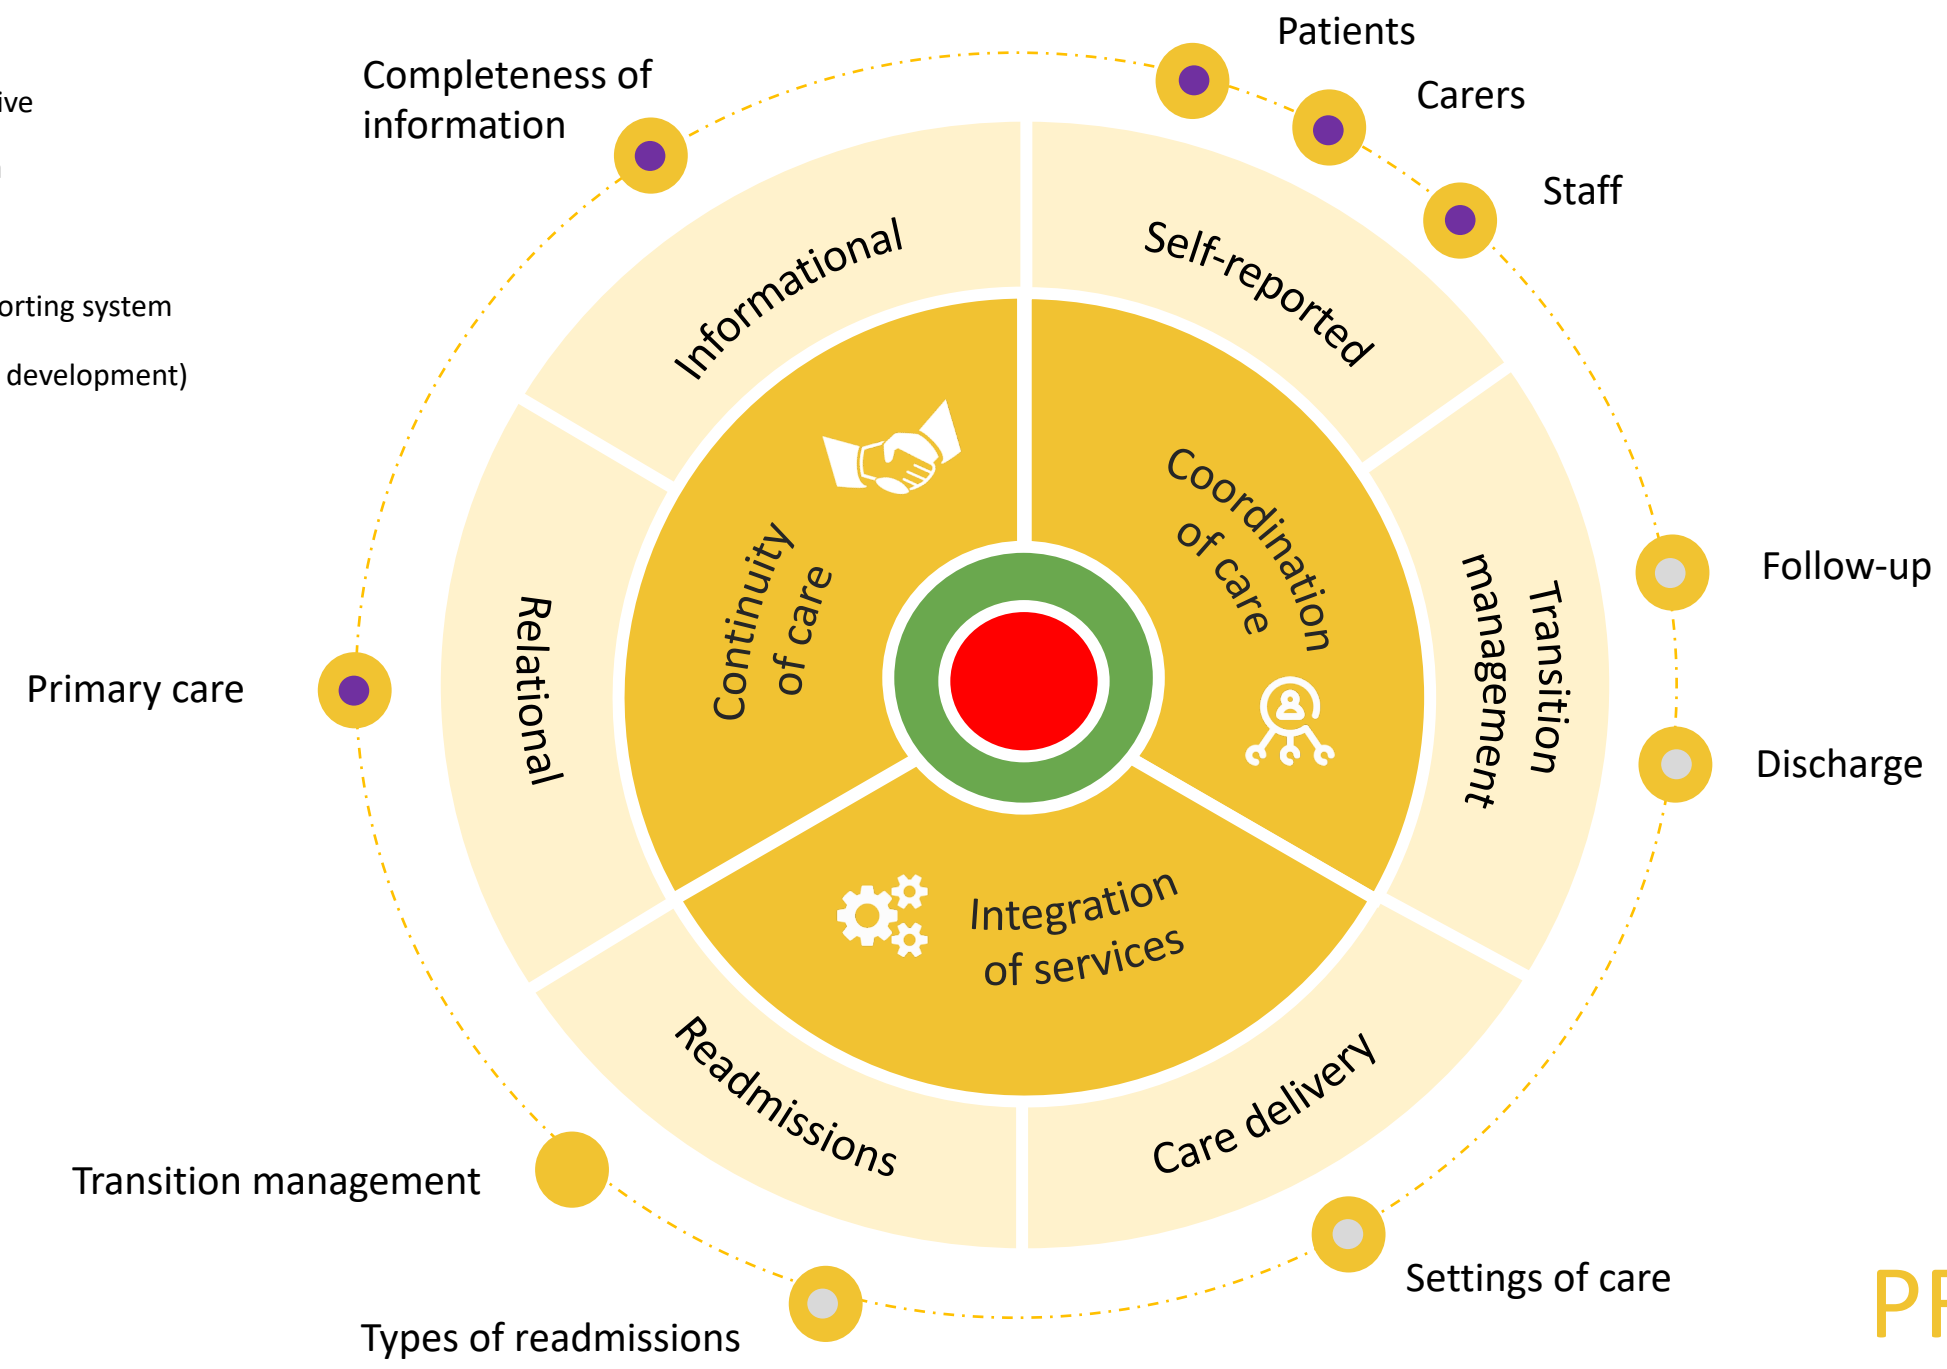 Patients
Completeness of
information
Carers
Staff
orting system
development)
Informational
Self-reported
Coordination
of care
Continuity
of care
Transition
management
Relational
Follow-up
Primary care
Discharge
Integration
of services
Readmissions
Care delivery
Transition management
Settings of care
Types of readmissions